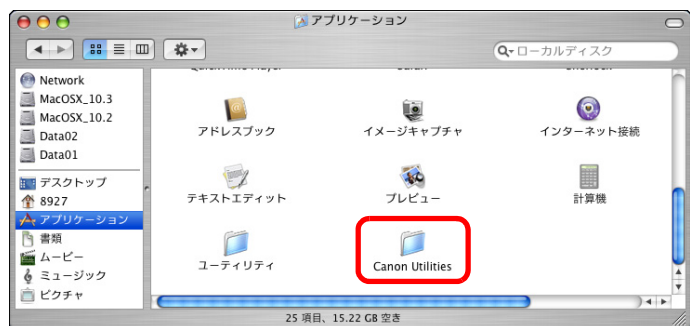 アプリケーション
ローカルディスク
Network
MacOSX_10.3
MacOSX_10.2
Data02
Data01
デスクトップ
8927
アプリケーション
書類
ムービー
ミュージック
ピクチャ
アドレスブック
イメージキャプチャ
インターネット接続
テキストエディット
プレビュー
計算機
ユーティリティ
Canon Utilities
25 項目、15.22 GB 空き